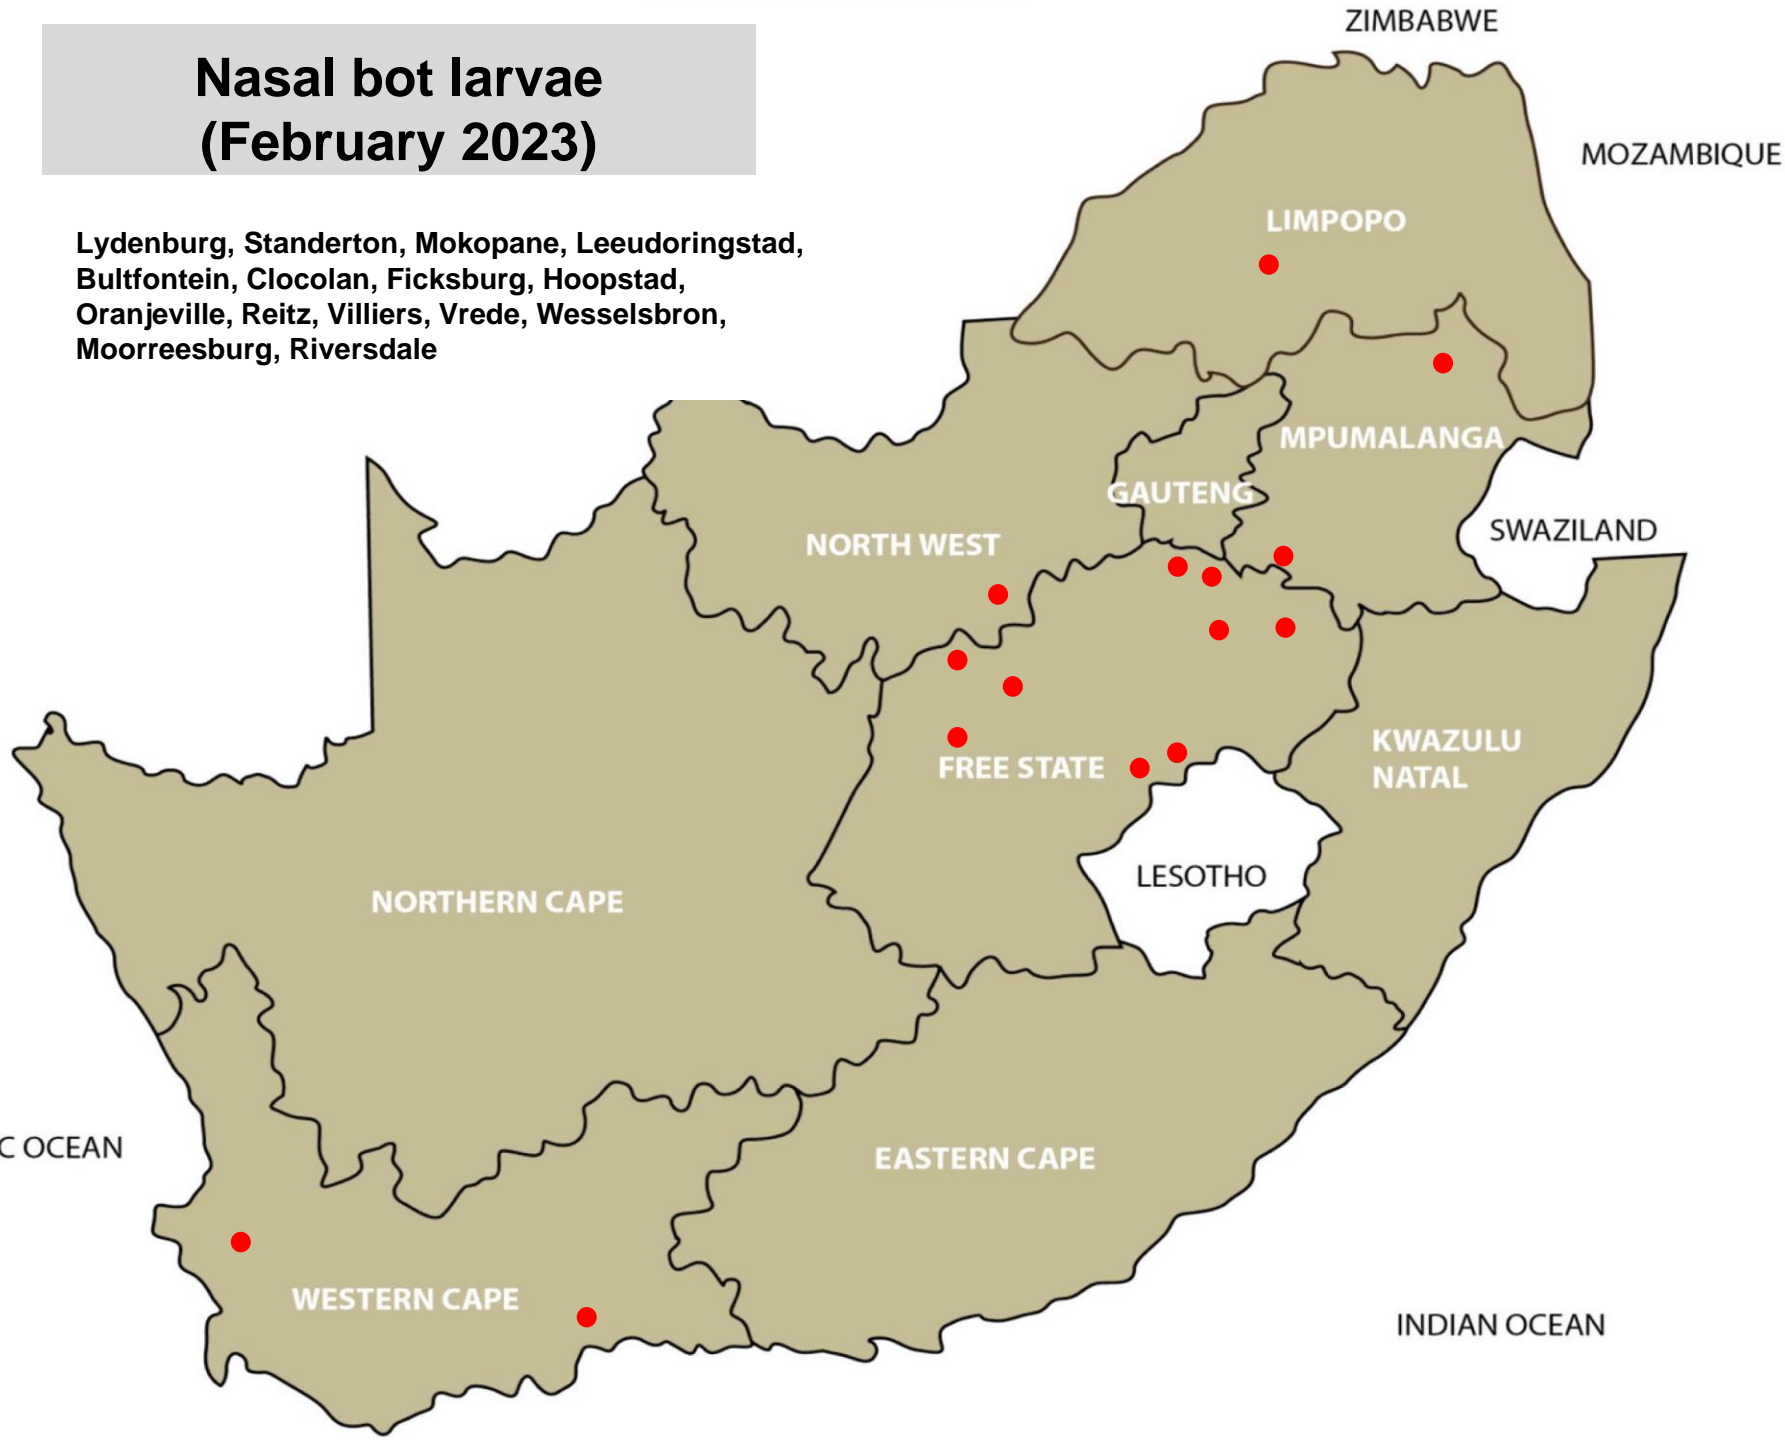 Nasal bot larvae
(February 2023)
Lydenburg, Standerton, Mokopane, Leeudoringstad,
Bultfontein, Clocolan, Ficksburg, Hoopstad,
Oranjeville, Reitz, Villiers, Vrede, Wesselsbron,
Moorreesburg, Riversdale
ZIMBABWE
MOZAMBIQUE
LIMPOPO
MPUMALANGA
GAUTENG
SWAZILAND
NORTH WEST
KWAZULU
NATAL
FREE STATE
LESOTHO
NORTHERN CAPE
C OCEAN
EASTERN CAPE
WESTERN CAPE
INDIAN OCEAN